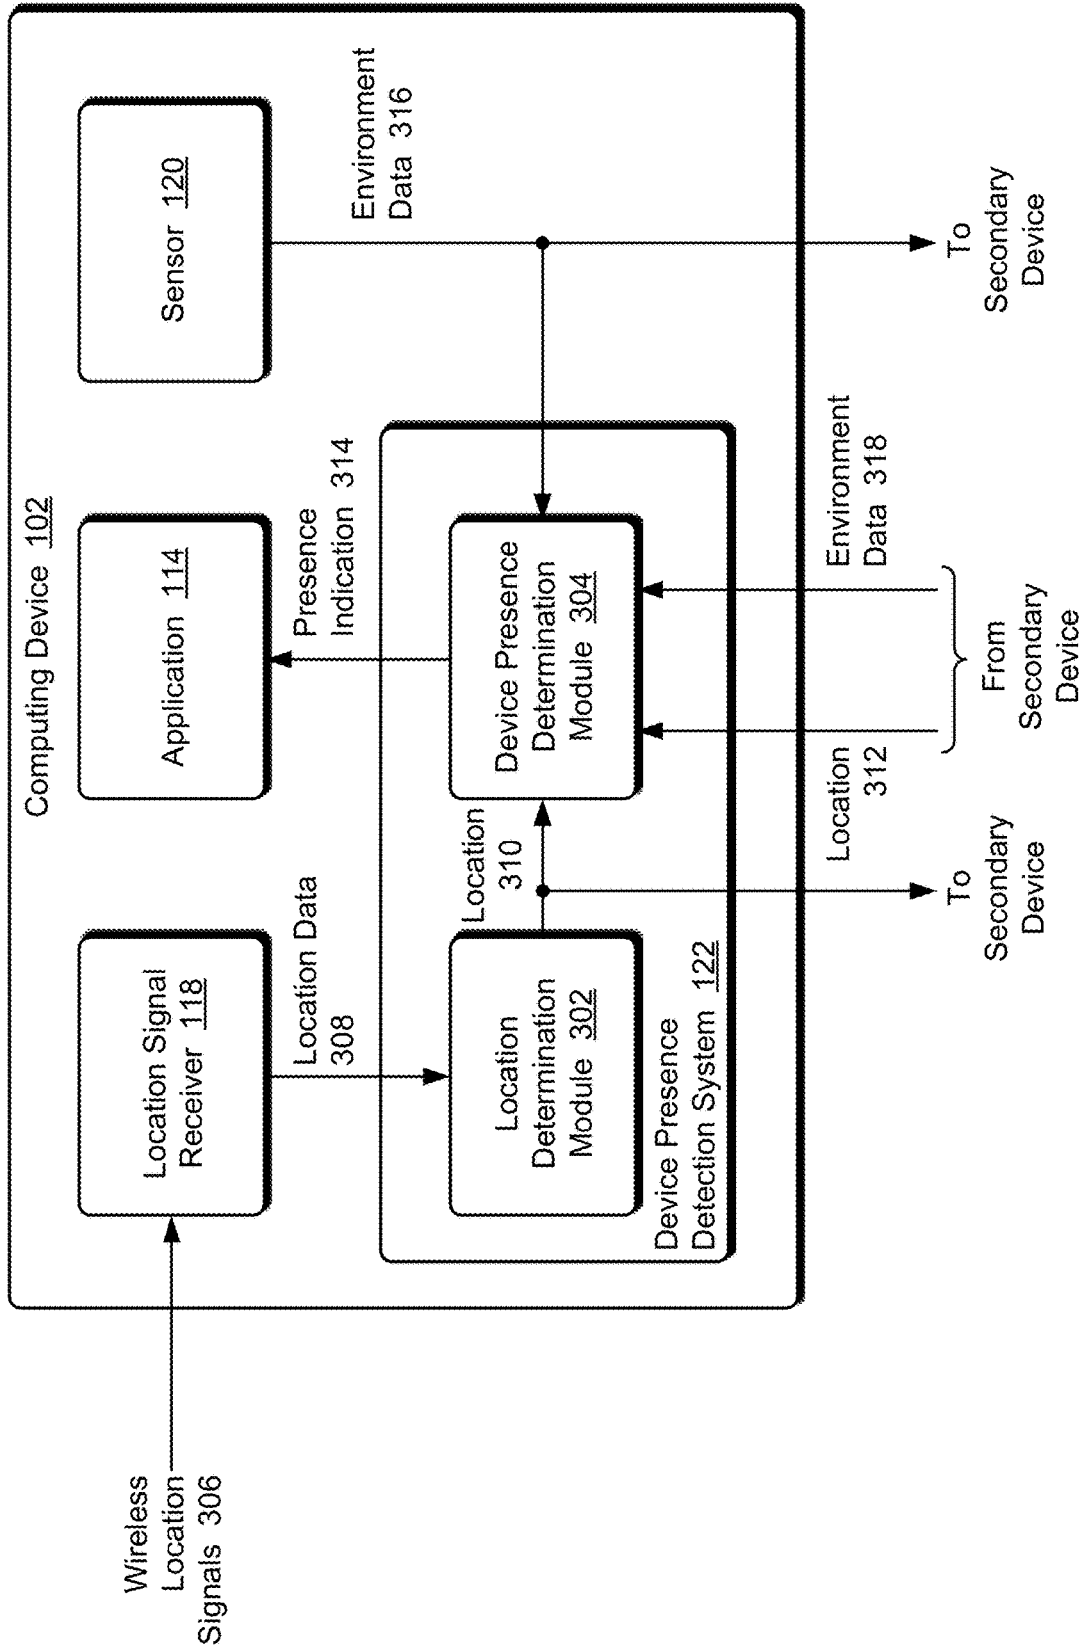 Computing Device 102
Wireless
Location
Signals 306
Location Signal
Receiver 118
Application 114
Sensor 120
Location Data
308
Presence
Indication 314
Environment
Data 316
Location
Determination
Module 302
Location
310
Device Presence
Determination
Module 304
Device Presence
Detection System 122
Location
312
Environment
Data 318
To
Secondary
Device
From
Secondary
Device
To
Secondary
Device